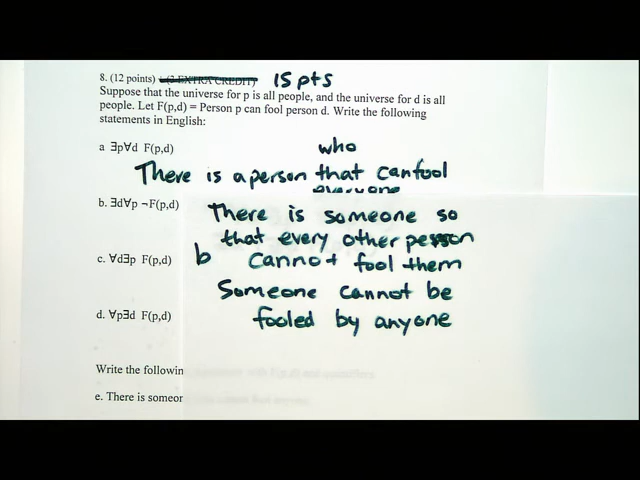 8. (12 points) (3 EXTRA CREDIT) 15 pts
Suppose that the universe for p is all people, and the universe for d is all
people. Let F(p,d) = Person p can fool person d. Write the following
statements in English:
a ∃p∀d F(p,d)
who
There is a person that can fool
everyone
b. ∃d∀p ¬F(p,d)
There is someone so
that every other person
b cannot fool them
c. ∀d∃p F(p,d)
Someone cannot be
fooled by anyone
d. ∀p∃d F(p,d)
Write the followin
e. There is someon